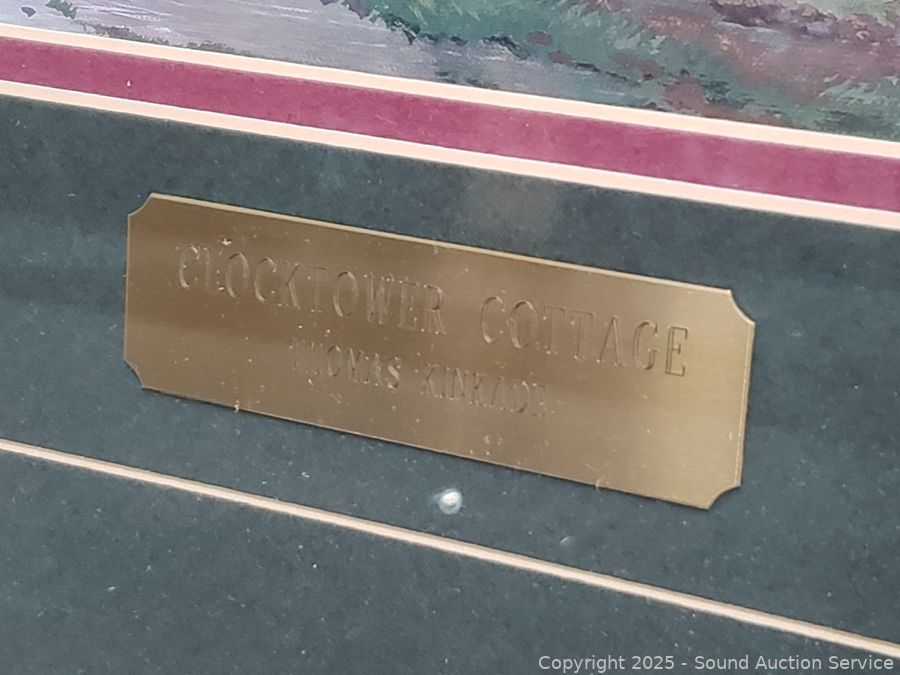 CLOCKTOWER COTTAGE
THOMAS KINKADE
Copyright 2025 - Sound Auction Service